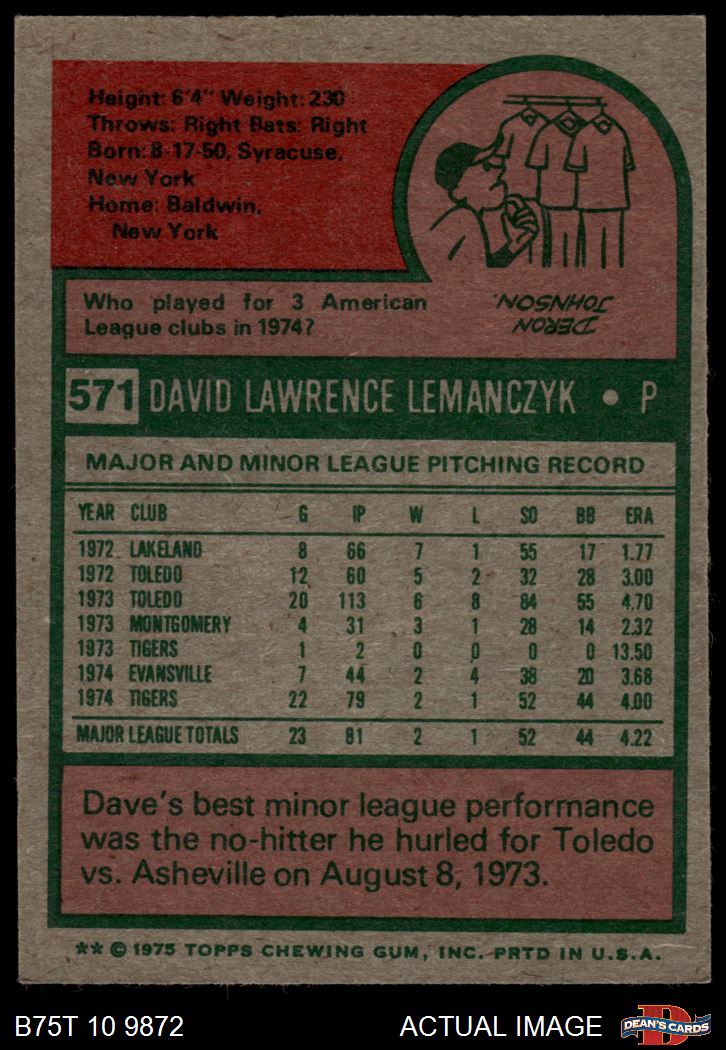 Height: 6'4" Weight: 230
Throws: Right Bats: Right
Born: 8-17-50, Syracuse,
New York
Home: Baldwin,
New York
Who played for 3 American
League clubs in 1974?
DERON
JOHNSON.
571 DAVID LAWRENCE LEMANCZYK • P
MAJOR AND MINOR LEAGUE PITCHING RECORD
YEAR CLUB G IP W L SO BB ERA
1972 LAKELAND 8 66 7 1 55 17 1.77
1972 TOLEDO 12 60 5 2 32 28 3.00
1973 TOLEDO 20 113 6 8 84 55 4.70
1973 MONTGOMERY 4 31 3 1 28 14 2.32
1973 TIGERS 1 2 0 0 0 0 13.50
1974 EVANSVILLE 7 44 2 4 38 20 3.68
1974 TIGERS 22 79 2 1 52 44 4.00
MAJOR LEAGUE TOTALS 23 81 2 1 52 44 4.22
Dave's best minor league performance
was the no-hitter he hurled for Toledo
vs. Asheville on August 8, 1973.
** © 1975 TOPPS CHEWING GUM, INC. PRTD IN U.S.A.
B75T 10 9872 ACTUAL IMAGE D DEAN'S CARDS